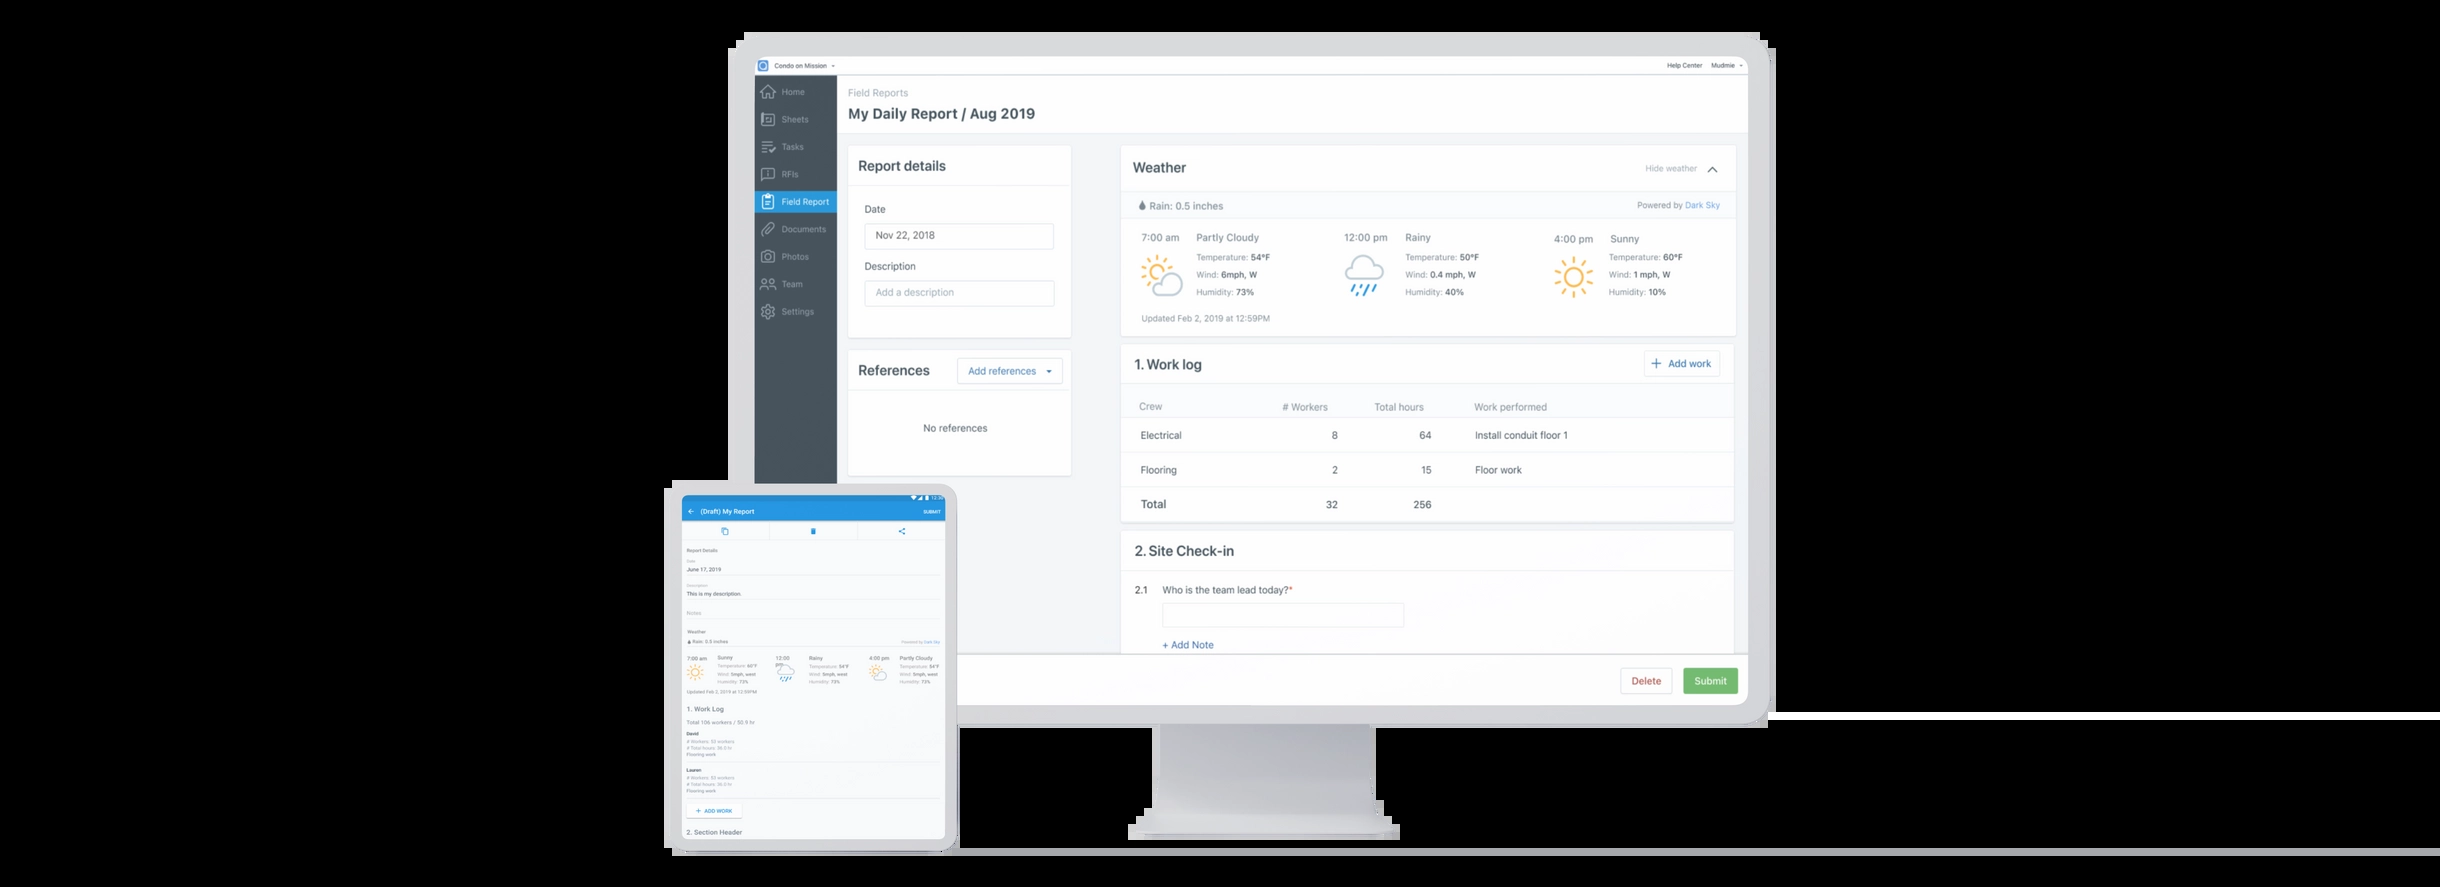 Condo on Mission
Help Center Mudmie
Home
Sheets
Tasks
RFIs
Field Report
Documents
Photos
Team
Settings
Field Reports
My Daily Report / Aug 2019
Report details
Date
Nov 22, 2018
Description
Add a description
References Add references
No references
Weather Hide weather
Rain: 0.5 inches Powered by Dark Sky
7:00 am Partly Cloudy
Temperature: 54°F
Wind: 6mph, W
Humidity: 73%
12:00 pm Rainy
Temperature: 50°F
Wind: 0.4 mph, W
Humidity: 40%
4:00 pm Sunny
Temperature: 60°F
Wind: 1 mph, W
Humidity: 10%
Updated Feb 2, 2019 at 12:59PM
1. Work log + Add work
Crew # Workers Total hours Work performed
Electrical 8 64 Install conduit floor 1
Flooring 2 15 Floor work
Total 32 256
2. Site Check-in
2.1 Who is the team lead today?*
+ Add Note
Delete Submit
(Draft) My Report SUBMIT
Report Details
Date
June 17, 2019
Description
This is my description
Notes
Weather
Rain: 0.5 inches Powered by Dark Sky
7:00 am Sunny
Temperature: 60°F
Wind: 5mph, west
Humidity: 73%
12:00 pm Rainy
Temperature: 54°F
Wind: 5mph, west
Humidity: 73%
4:00 pm Partly Cloudy
Temperature: 54°F
Wind: 5mph, west
Humidity: 73%
Updated Feb 2, 2019 at 12:59PM
1. Work Log
Total 106 workers / 50.9 hr
David
# Workers: 53 workers
# Total hours: 30.0 hr
Flooring work
Lauren
# Workers: 53 workers
# Total hours: 30.0 hr
Flooring work
+ ADD WORK
2. Section Header